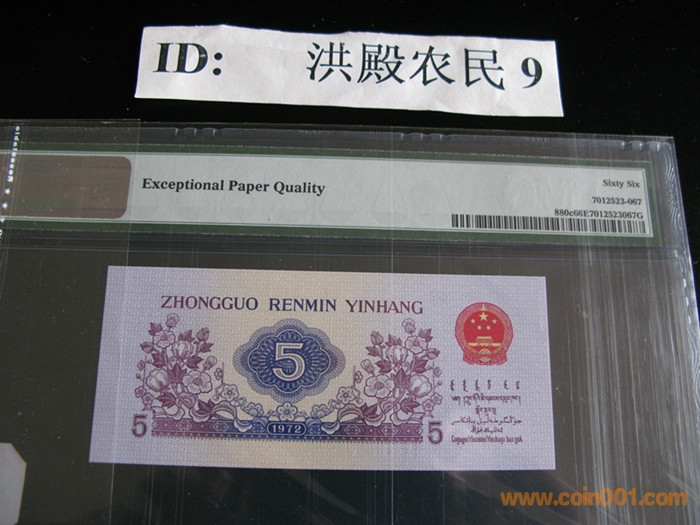 ID: 洪殿农民 9
Exceptional Paper Quality
Sixty Six
7012523-067
880c66E7012523067G
ZHONGGUO RENMIN YINHANG
5
5
1972
5
www.coin001.com